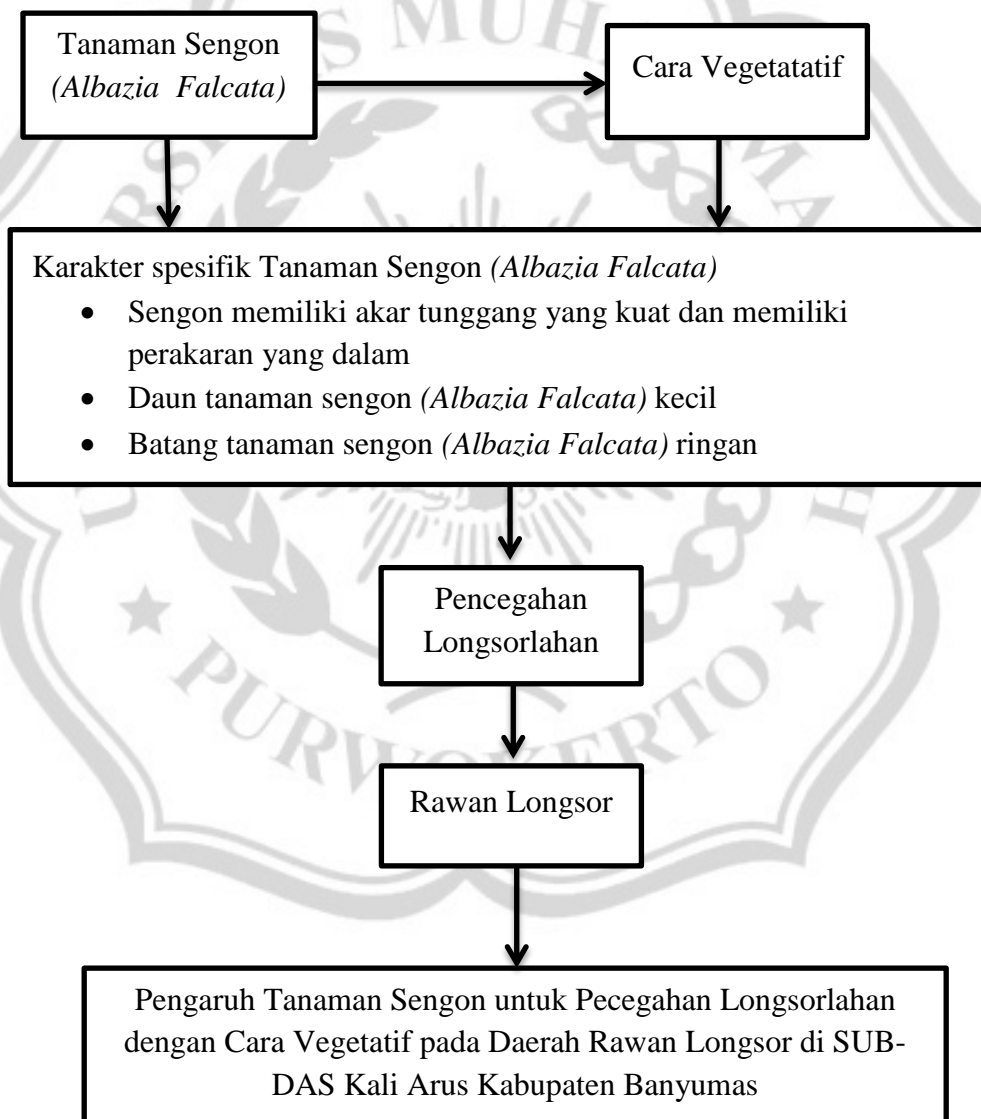 Tanaman Sengon
(Albazia Falcata)
Cara Vegetatatif
Karakter spesifik Tanaman Sengon (Albazia Falcata)
• Sengon memiliki akar tunggang yang kuat dan memiliki
perakaran yang dalam
• Daun tanaman sengon (Albazia Falcata) kecil
• Batang tanaman sengon (Albazia Falcata) ringan
Pencegahan
Longsorlahan
PURWOKERTO
Rawan Longsor
Pengaruh Tanaman Sengon untuk Pecegahan Longsorlahan
dengan Cara Vegetatif pada Daerah Rawan Longsor di SUB-
DAS Kali Arus Kabupaten Banyumas